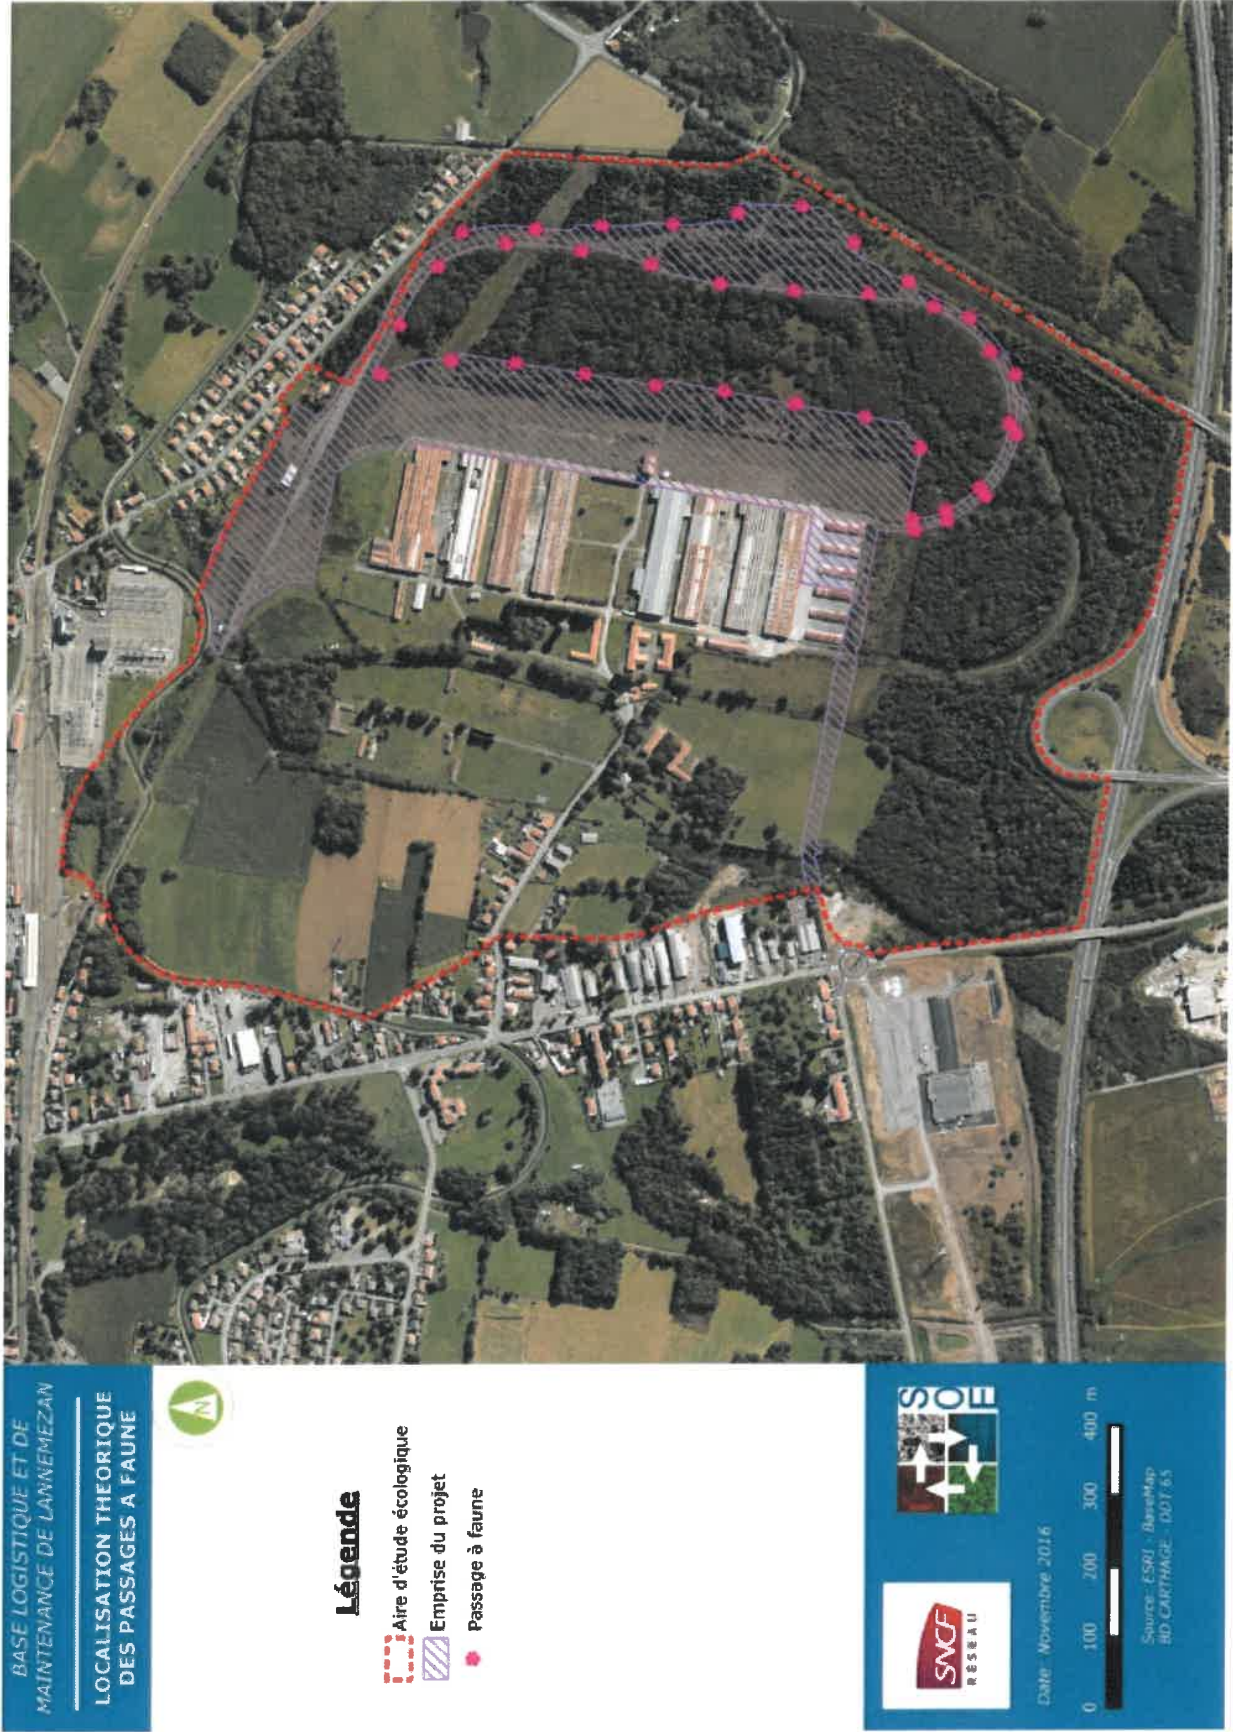 BASE LOGISTIQUE ET DE
MAINTENANCE DE LANNEMEZAN
LOCALISATION THEORIQUE
DES PASSAGES A FAUNE
N
Légende
Aire d'étude écologique
Emprise du projet
Passage à faune
SNCF
RÉSEAU
SOE
Date: Novembre 2016
0 100 200 300 400 m
Source: ESRI - BaseMap
BD CARTHAGE - DDT 65